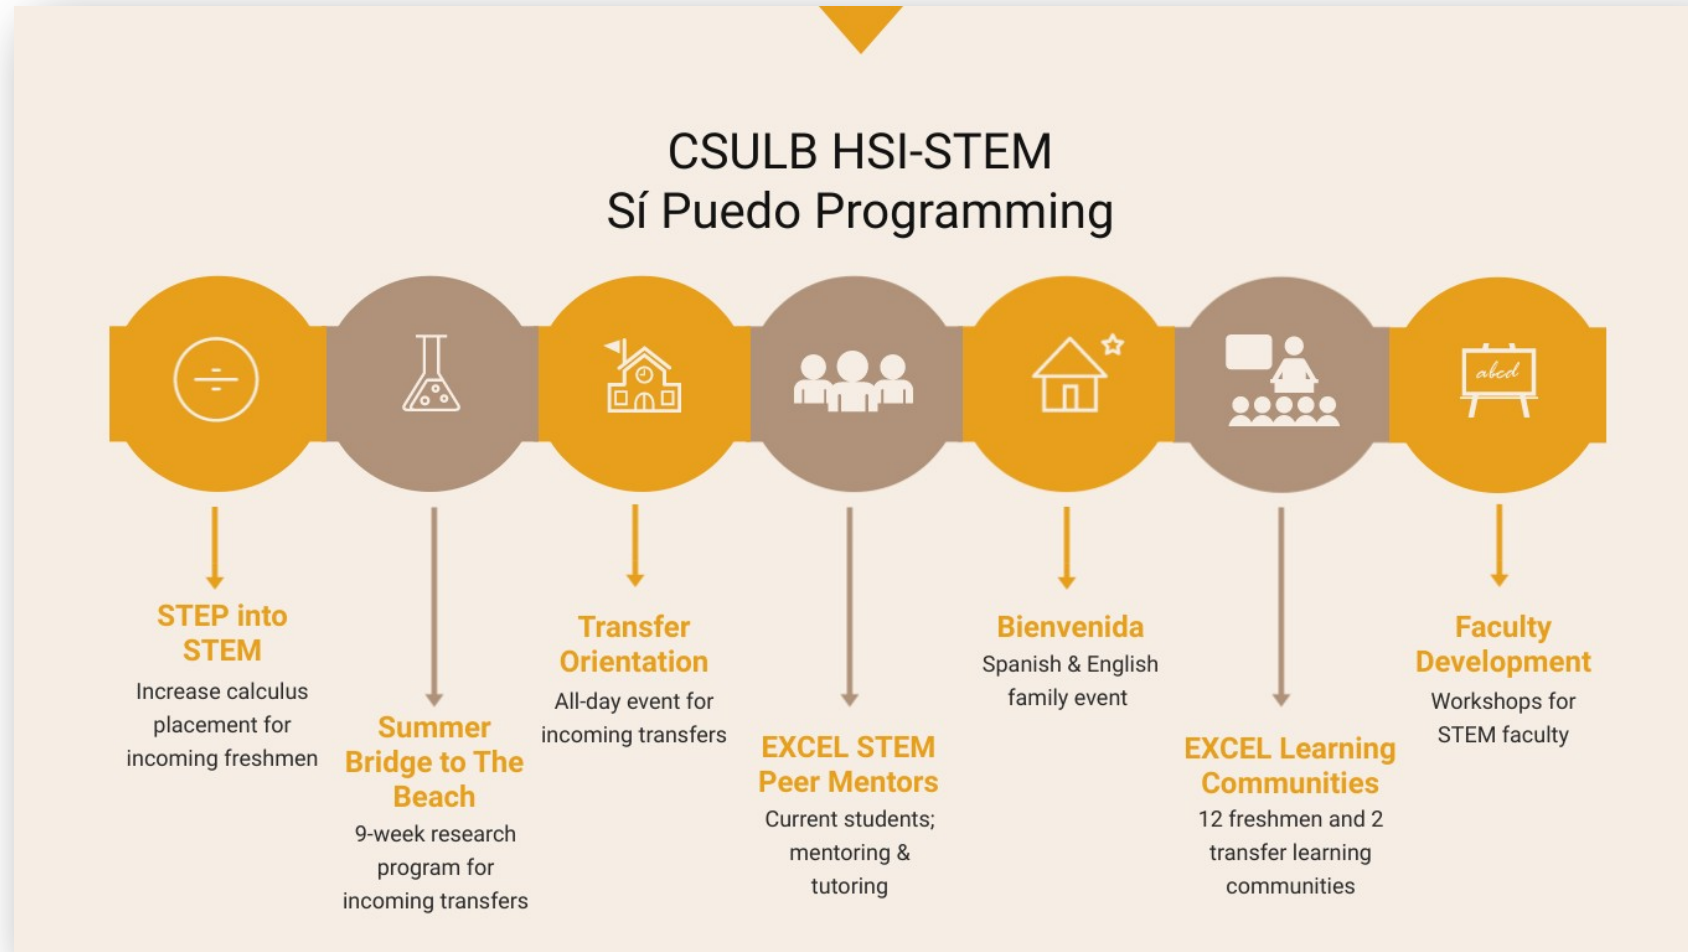 CSULB HSI-STEM
Sí Puedo Programming
abcd
STEP into
STEM
Increase calculus
placement for
incoming freshmen
Summer
Bridge to The
Beach
9-week research
program for
incoming transfers
Transfer
Orientation
All-day event for
incoming transfers
EXCEL STEM
Peer Mentors
Current students;
mentoring &
tutoring
Bienvenida
Spanish & English
family event
EXCEL Learning
Communities
12 freshmen and 2
transfer learning
communities
Faculty
Development
Workshops for
STEM faculty